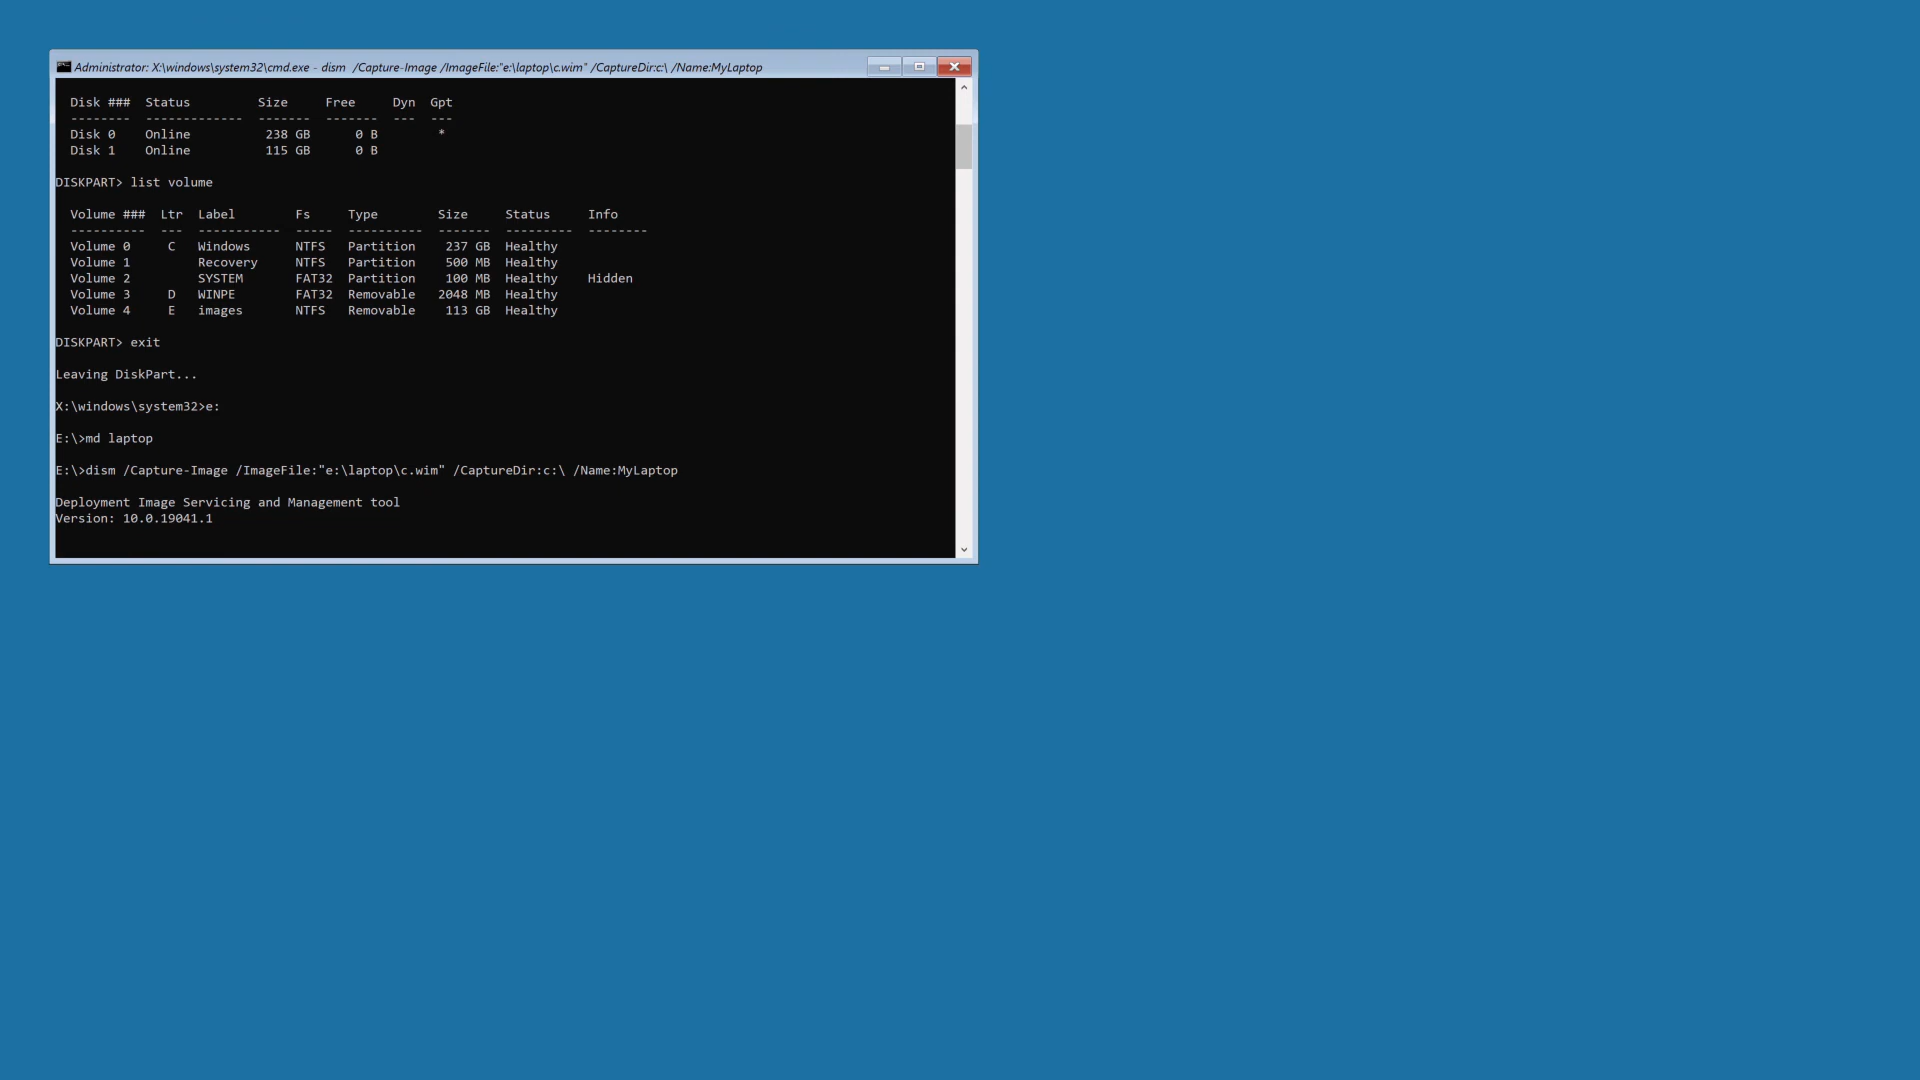 Administrator: X:\windows\system32\cmd.exe - dism  /Capture-Image /ImageFile:"e:\laptop\c.wim" /CaptureDir:c:\ /Name:MyLaptop
  Disk ###  Status         Size     Free     Dyn  Gpt
  --------  -------------  -------  -------  ---  ---
  Disk 0    Online          238 GB      0 B        *
  Disk 1    Online          115 GB      0 B
DISKPART> list volume
  Volume ###  Ltr  Label        Fs     Type        Size     Status     Info
  ----------  ---  -----------  -----  ----------  -------  ---------  --------
  Volume 0     C   Windows      NTFS   Partition    237 GB  Healthy
  Volume 1         Recovery     NTFS   Partition    500 MB  Healthy
  Volume 2         SYSTEM       FAT32  Partition    100 MB  Healthy    Hidden
  Volume 3     D   WINPE        FAT32  Removable   2048 MB  Healthy
  Volume 4     E   images       NTFS   Removable    113 GB  Healthy
DISKPART> exit
Leaving DiskPart...
X:\windows\system32>e:
E:\>md laptop
E:\>dism /Capture-Image /ImageFile:"e:\laptop\c.wim" /CaptureDir:c:\ /Name:MyLaptop
Deployment Image Servicing and Management tool
Version: 10.0.19041.1